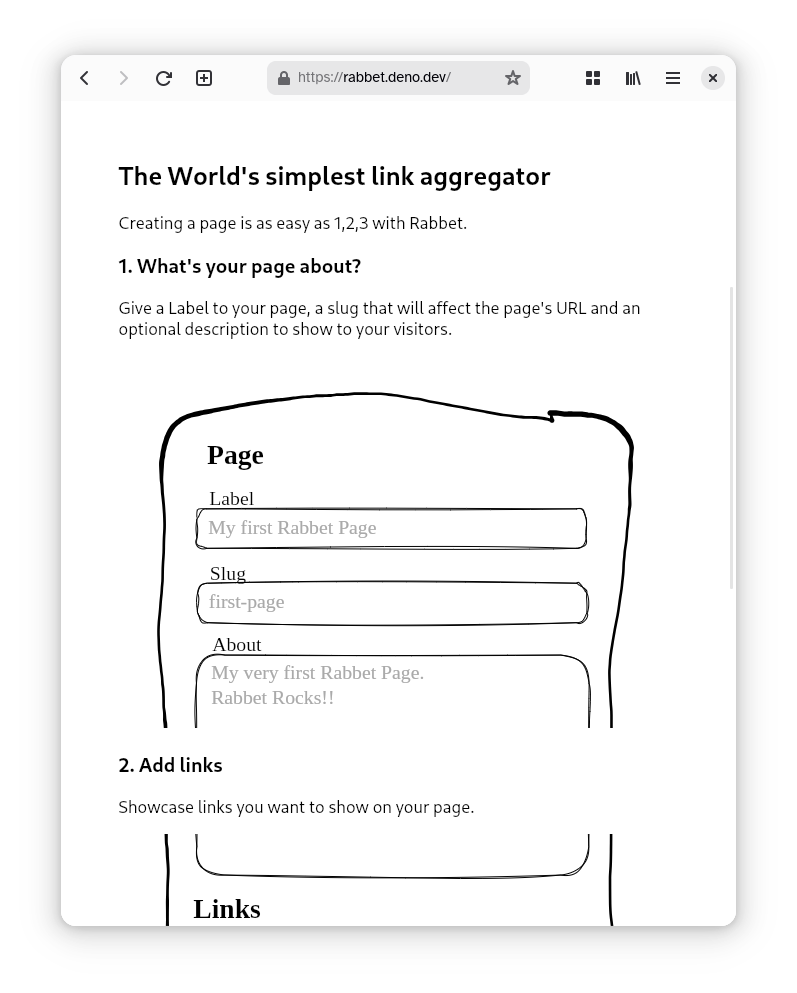 https://rabbet.deno.dev/
The World's simplest link aggregator
Creating a page is as easy as 1,2,3 with Rabbet.
1. What's your page about?
Give a Label to your page, a slug that will affect the page's URL and an
optional description to show to your visitors.
Page
Label
My first Rabbet Page
Slug
first-page
About
My very first Rabbet Page.
Rabbet Rocks!!
2. Add links
Showcase links you want to show on your page.
Links